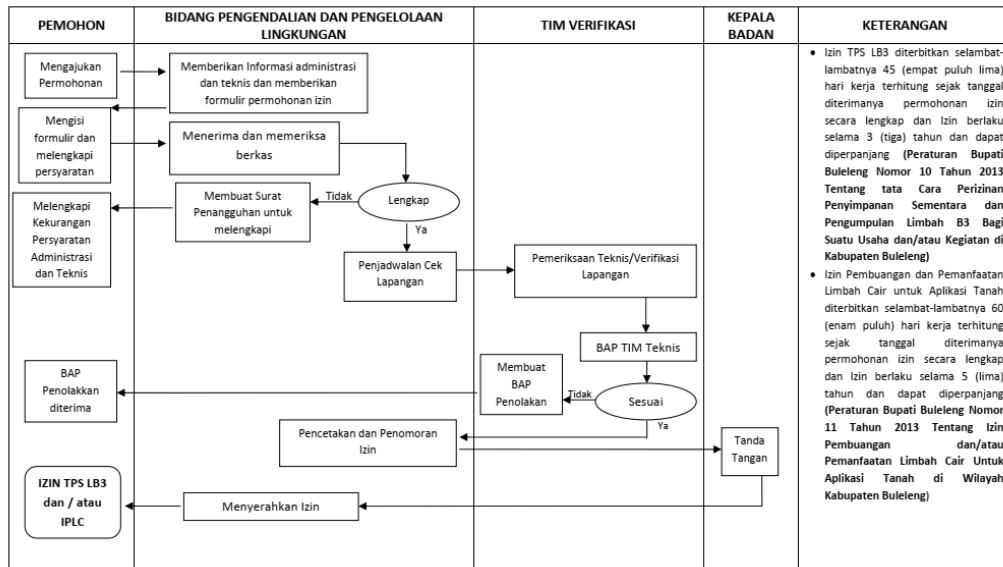 PEMOHON
BIDANG PENGENDALIAN DAN PENGELOLAAN
LINGKUNGAN
TIM VERIFIKASI
KEPALA
BADAN
KETERANGAN
Mengajukan
Permohonan
Memberikan Informasi administrasi
dan teknis dan memberikan
formulir permohonan izin
Mengisi
formulir dan
melengkapi
persyaratan
Menerima dan memeriksa
berkas
Lengkap
Tidak
Ya
Membuat Surat
Penangguhan untuk
melengkapi
Melengkapi
Kekurangan
Persyaratan
Administrasi
dan Teknis
Penjadwalan Cek
Lapangan
Pemeriksaan Teknis/Verifikasi
Lapangan
BAP TIM Teknis
Sesuai
Tidak
Ya
Membuat
BAP
Penolakan
BAP
Penolakkan
diterima
Pencetakan dan Penomoran
Izin
Tanda
Tangan
Menyerahkan Izin
IZIN TPS LB3
dan / atau
IPLC
• Izin TPS LB3 diterbitkan selambat-
lambatnya 45 (empat puluh lima)
hari kerja terhitung sejak tanggal
diterimanya permohonan izin
secara lengkap dan Izin berlaku
selama 3 (tiga) tahun dan dapat
diperpanjang (Peraturan Bupati
Buleleng Nomor 10 Tahun 2013
Tentang tata Cara Perizinan
Penyimpanan Sementara dan
Pengumpulan Limbah B3 Bagi
Suatu Usaha dan/atau Kegiatan di
Kabupaten Buleleng)
• Izin Pembuangan dan Pemanfaatan
Limbah Cair untuk Aplikasi Tanah
diterbitkan selambat-lambatnya 60
(enam puluh) hari kerja terhitung
sejak tanggal diterimanya
permohonan izin secara lengkap
dan Izin berlaku selama 5 (lima)
tahun dan dapat diperpanjang
(Peraturan Bupati Buleleng Nomor
11 Tahun 2013 Tentang Izin
Pembuangan dan/atau
Pemanfaatan Limbah Cair Untuk
Aplikasi Tanah di Wilayah
Kabupaten Buleleng)